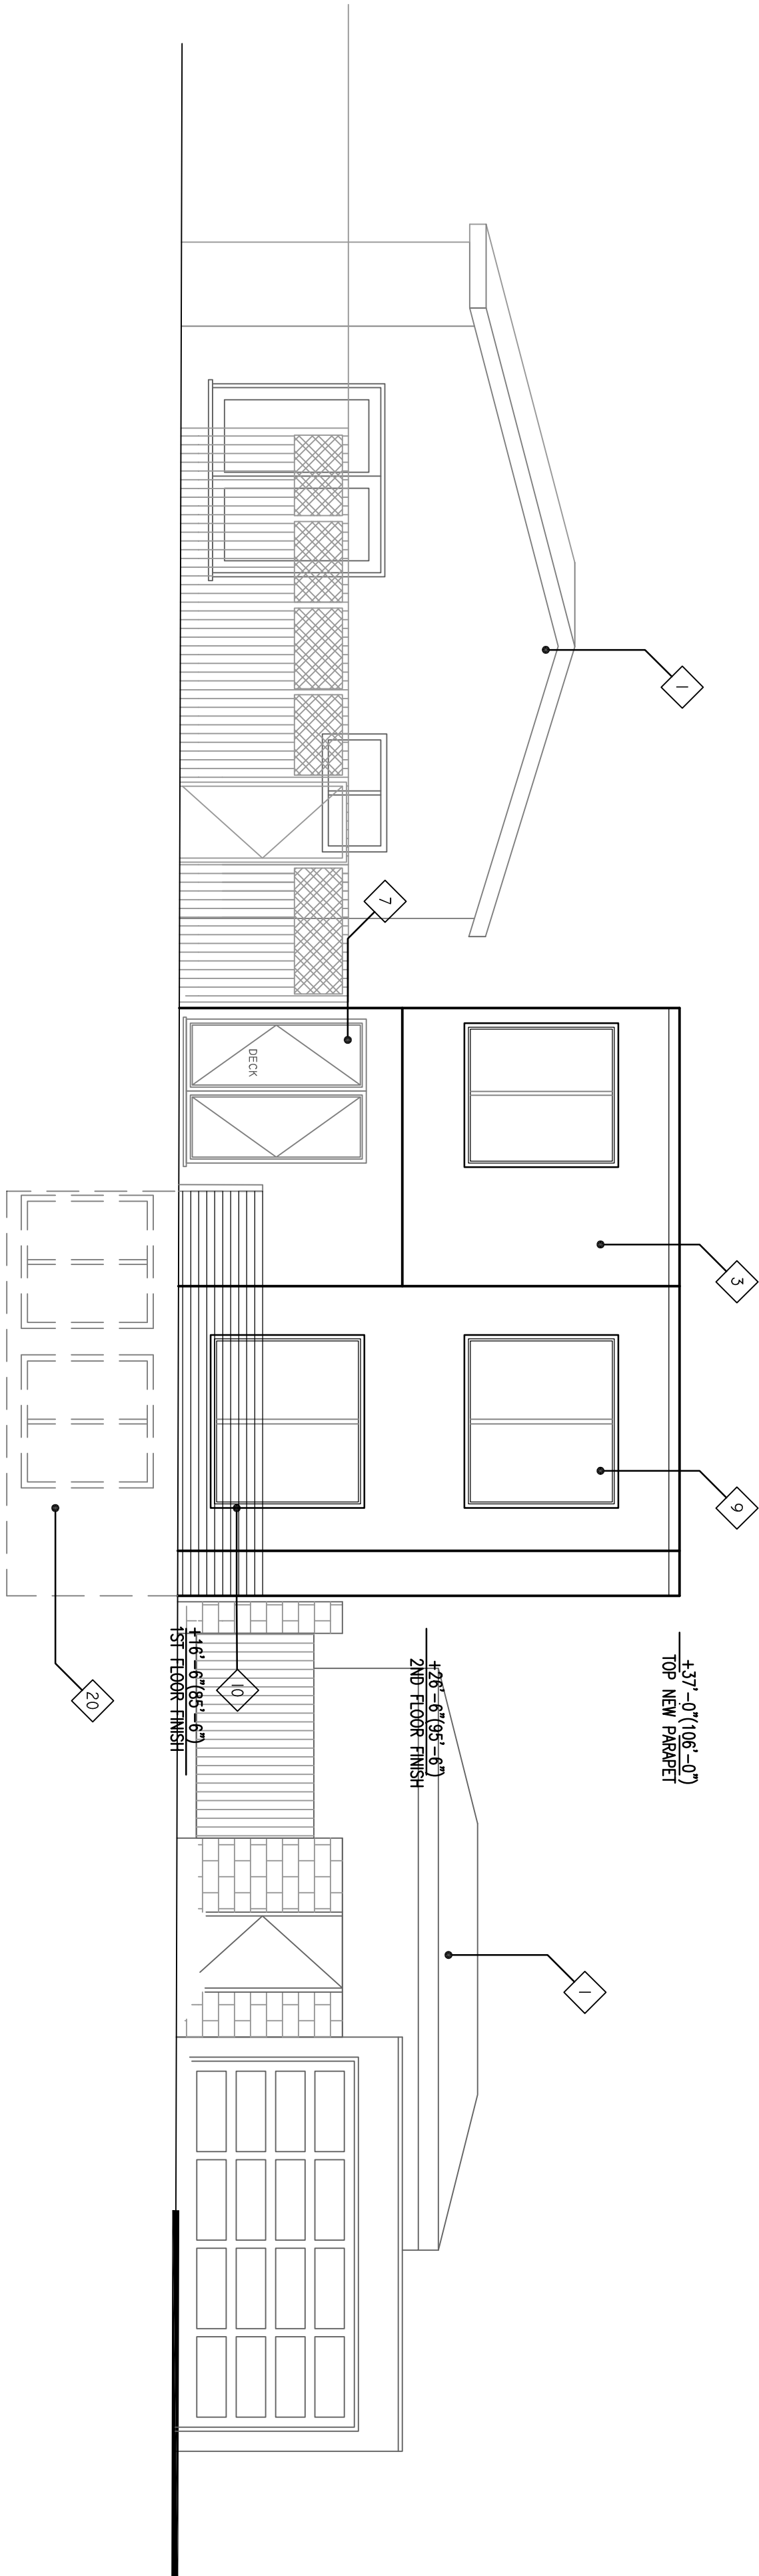 1
7
DECK
3
9
10
20
+37'-0"(106'-0")
TOP NEW PARAPET
+26'-6"(95'-6")
2ND FLOOR FINISH
+16'-6"(85'-6")
1ST FLOOR FINISH
1